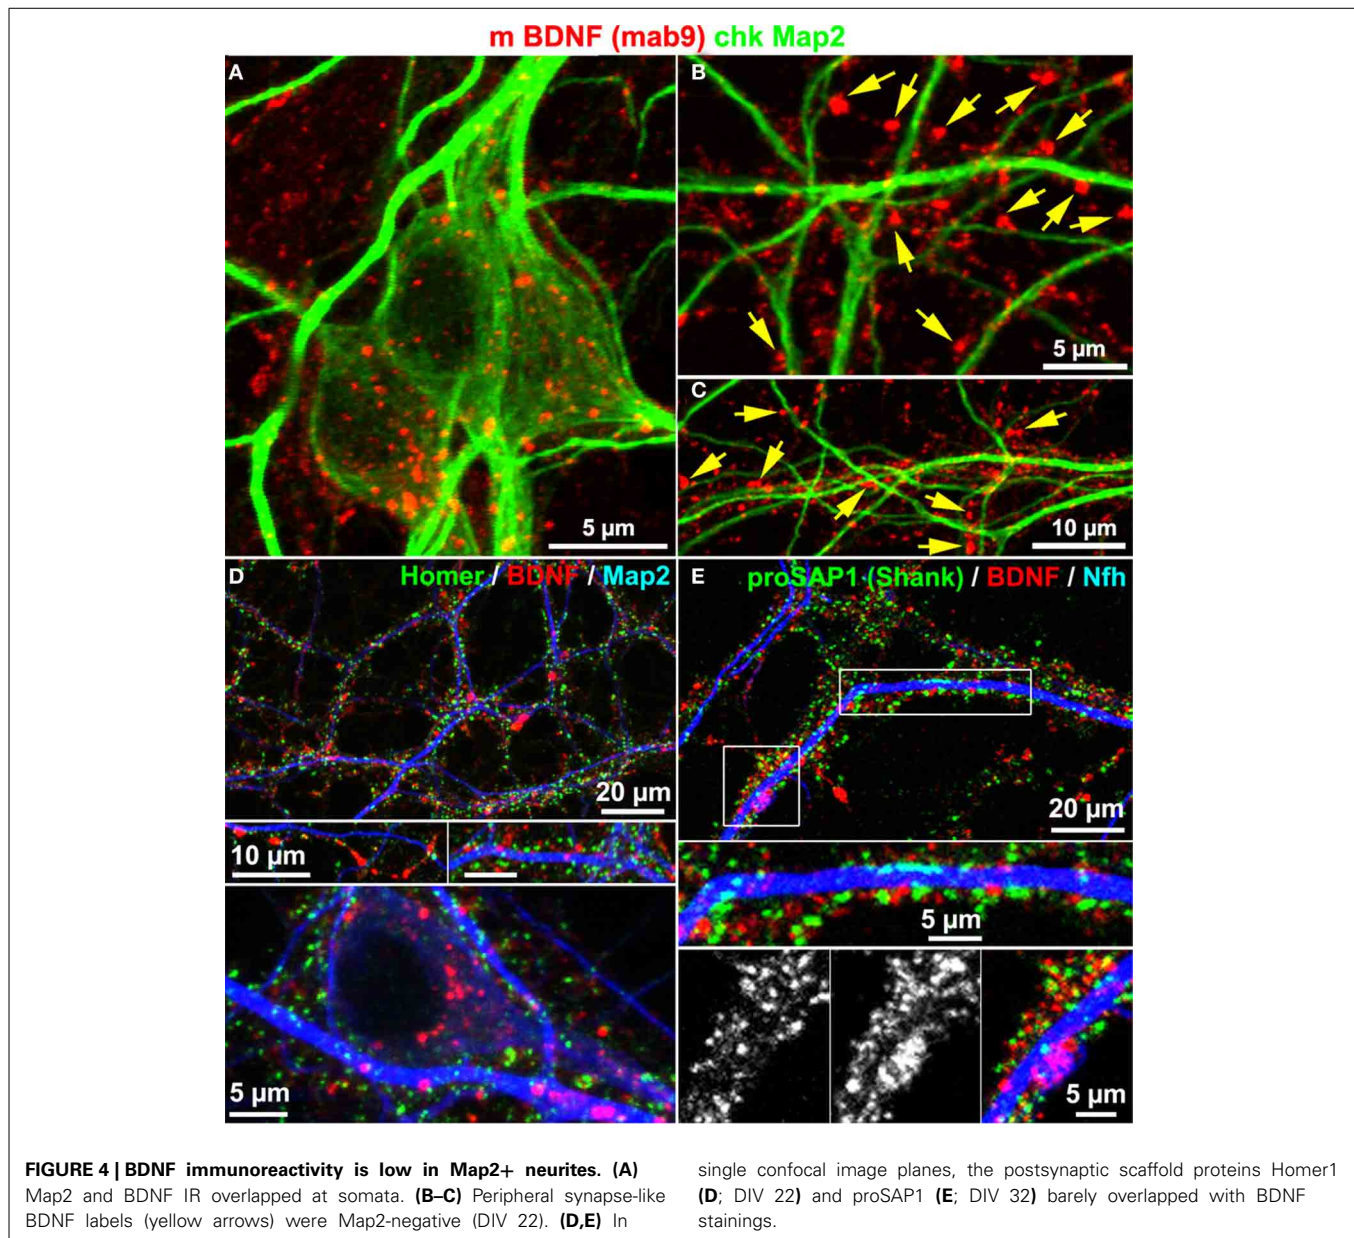 m BDNF (mab9) chk Map2
A
B
5 µm
5 µm
C
10 µm
D
Homer / BDNF / Map2
20 µm
10 µm
5 µm
E
proSAP1 (Shank) / BDNF / Nfh
20 µm
5 µm
5 µm
FIGURE 4 | BDNF immunoreactivity is low in Map2+ neurites. (A)
Map2 and BDNF IR overlapped at somata. (B–C) Peripheral synapse-like
BDNF labels (yellow arrows) were Map2-negative (DIV 22). (D,E) In
single confocal image planes, the postsynaptic scaffold proteins Homer1
(D; DIV 22) and proSAP1 (E; DIV 32) barely overlapped with BDNF
stainings.